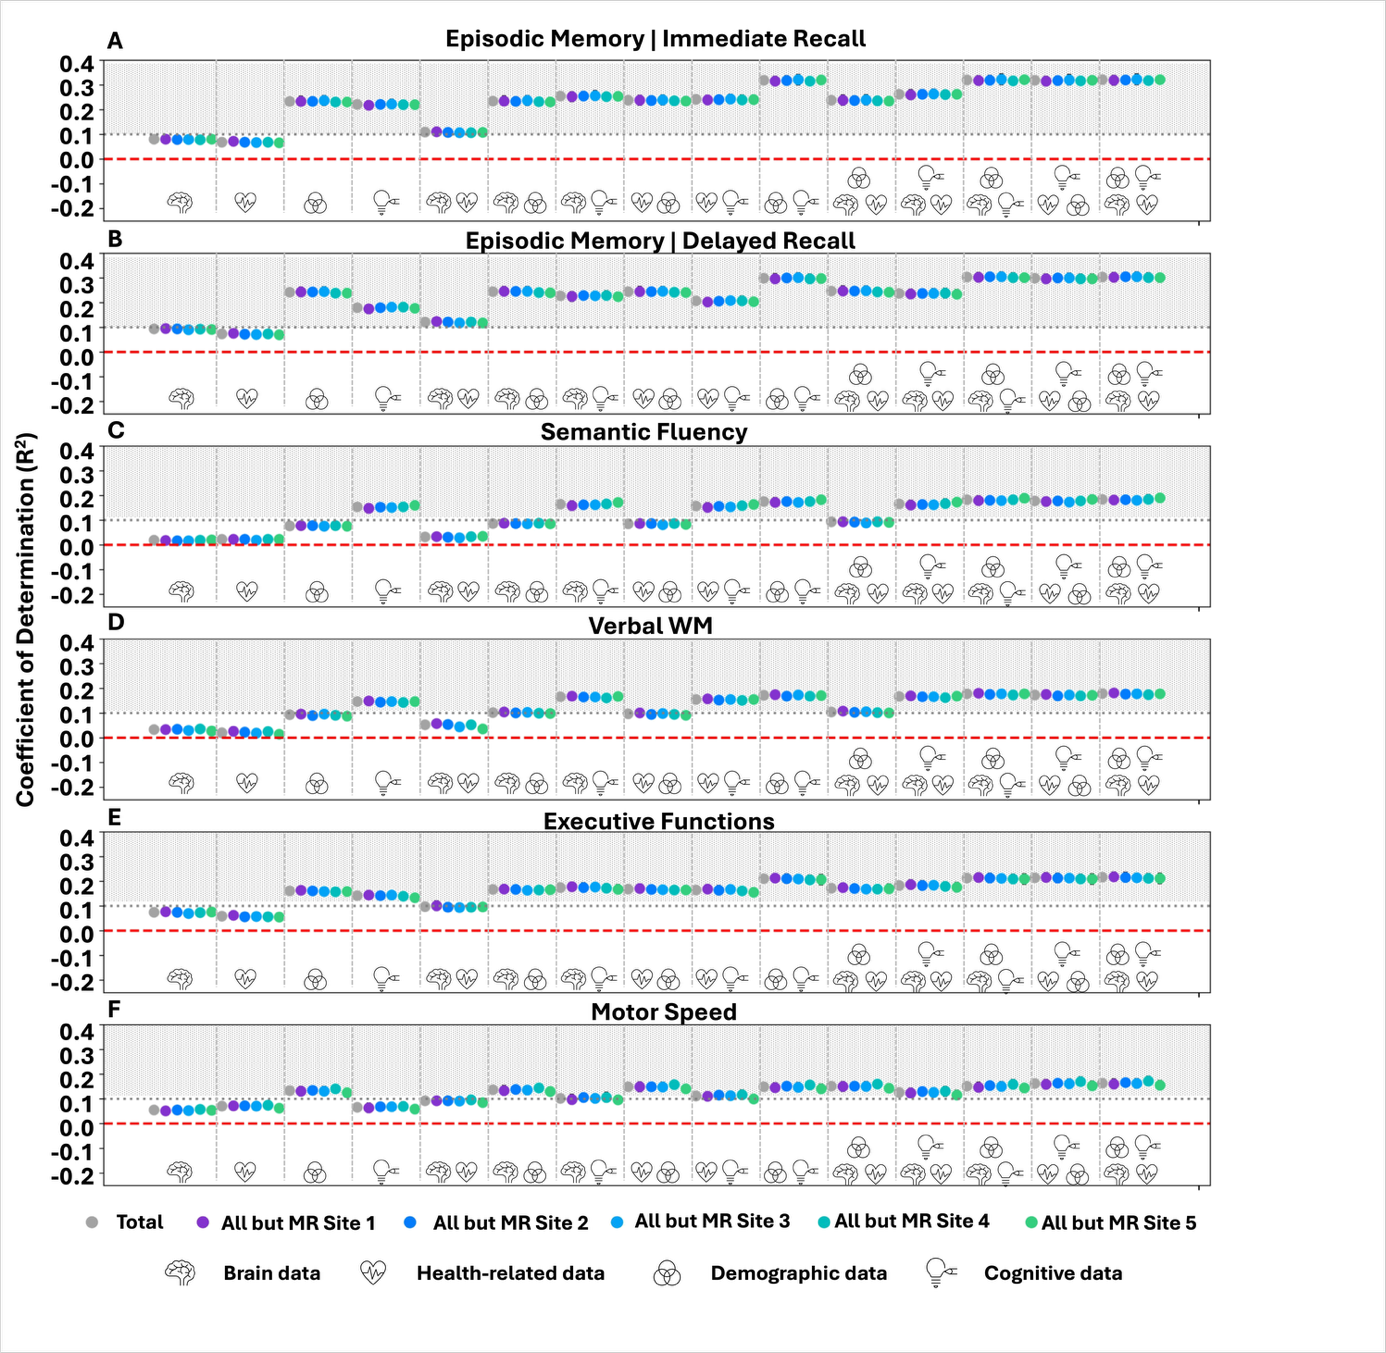 A
Episodic Memory | Immediate Recall
0.4
0.3
0.2
0.1
0.0
-0.1
-0.2
B
Episodic Memory | Delayed Recall
0.4
0.3
0.2
0.1
0.0
-0.1
-0.2
C
Semantic Fluency
0.4
0.3
0.2
0.1
0.0
-0.1
-0.2
D
Verbal WM
0.4
0.3
0.2
0.1
0.0
-0.1
-0.2
E
Executive Functions
0.4
0.3
0.2
0.1
0.0
-0.1
-0.2
F
Motor Speed
0.4
0.3
0.2
0.1
0.0
-0.1
-0.2
Coefficient of Determination (R²)
Total All but MR Site 1 All but MR Site 2 All but MR Site 3 All but MR Site 4 All but MR Site 5
Brain data Health-related data Demographic data Cognitive data